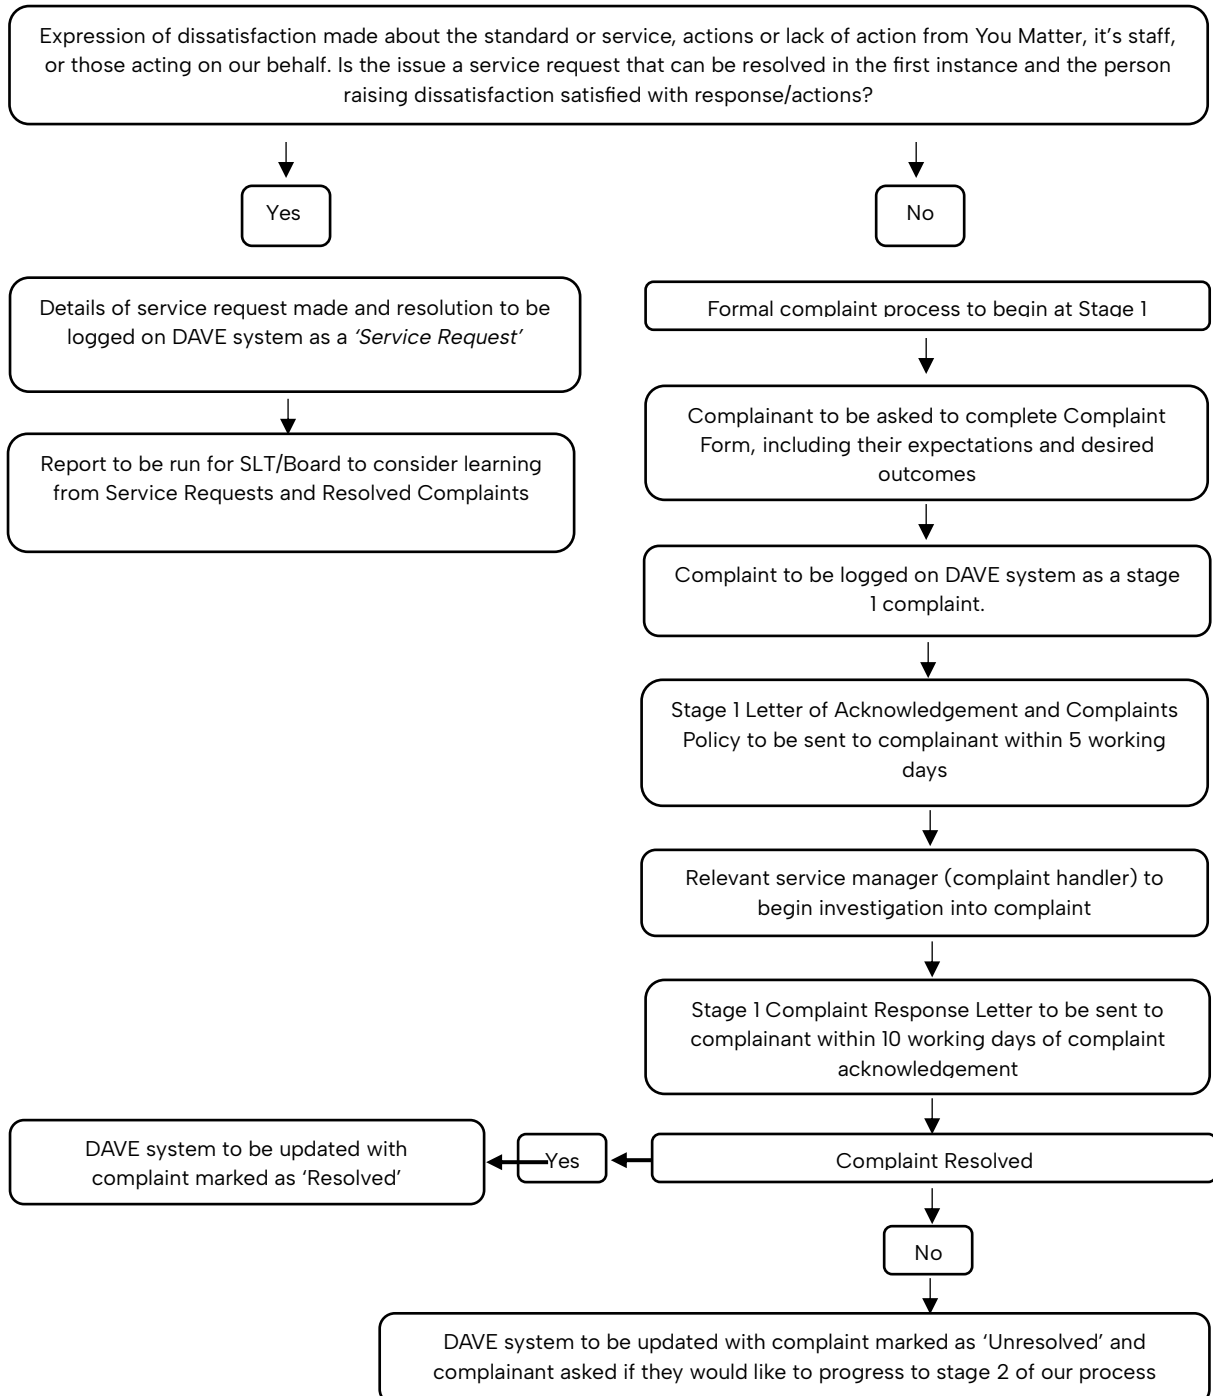 Expression of dissatisfaction made about the standard or service, actions or lack of action from You Matter, it's staff,
or those acting on our behalf. Is the issue a service request that can be resolved in the first instance and the person
raising dissatisfaction satisfied with response/actions?
Yes
No
Details of service request made and resolution to be
logged on DAVE system as a ‘Service Request’
Report to be run for SLT/Board to consider learning
from Service Requests and Resolved Complaints
Formal complaint process to begin at Stage 1
Complainant to be asked to complete Complaint
Form, including their expectations and desired
outcomes
Complaint to be logged on DAVE system as a stage
1 complaint.
Stage 1 Letter of Acknowledgement and Complaints
Policy to be sent to complainant within 5 working
days
Relevant service manager (complaint handler) to
begin investigation into complaint
Stage 1 Complaint Response Letter to be sent to
complainant within 10 working days of complaint
acknowledgement
Complaint Resolved
Yes
DAVE system to be updated with
complaint marked as ‘Resolved’
No
DAVE system to be updated with complaint marked as ‘Unresolved’ and
complainant asked if they would like to progress to stage 2 of our process